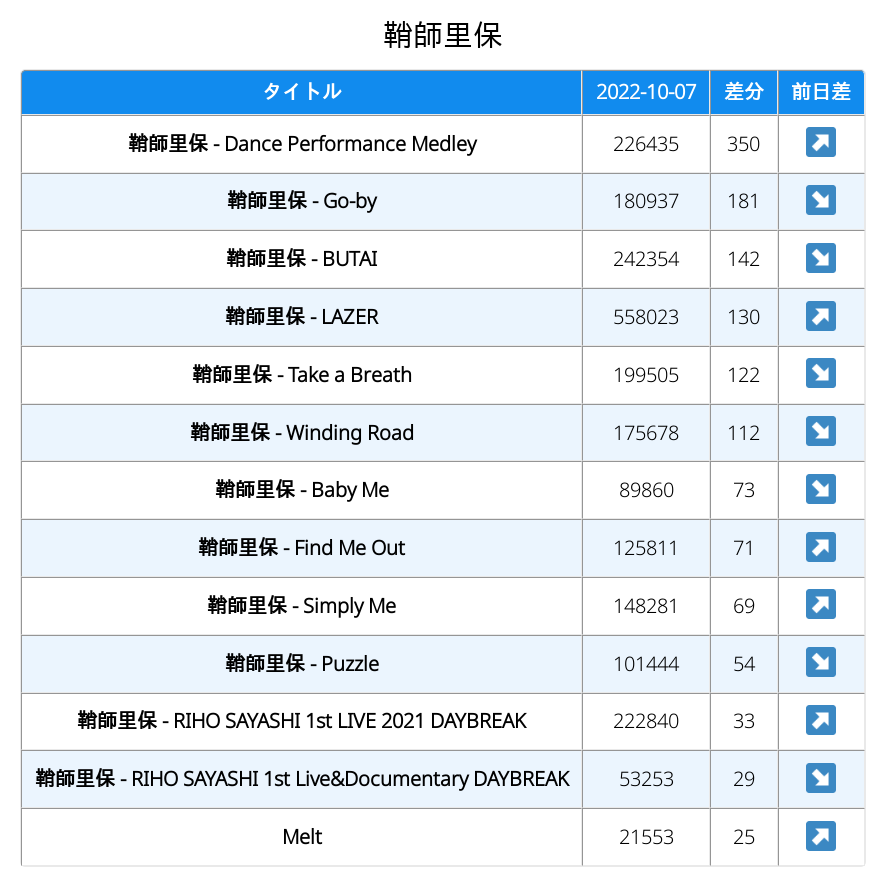 鞘師里保
タイトル 2022-10-07 差分 前日差
鞘師里保 - Dance Performance Medley 226435 350 ↗
鞘師里保 - Go-by 180937 181 ↘
鞘師里保 - BUTAI 242354 142 ↘
鞘師里保 - LAZER 558023 130 ↗
鞘師里保 - Take a Breath 199505 122 ↘
鞘師里保 - Winding Road 175678 112 ↘
鞘師里保 - Baby Me 89860 73 ↘
鞘師里保 - Find Me Out 125811 71 ↗
鞘師里保 - Simply Me 148281 69 ↗
鞘師里保 - Puzzle 101444 54 ↘
鞘師里保 - RIHO SAYASHI 1st LIVE 2021 DAYBREAK 222840 33 ↗
鞘師里保 - RIHO SAYASHI 1st Live&Documentary DAYBREAK 53253 29 ↘
Melt 21553 25 ↗